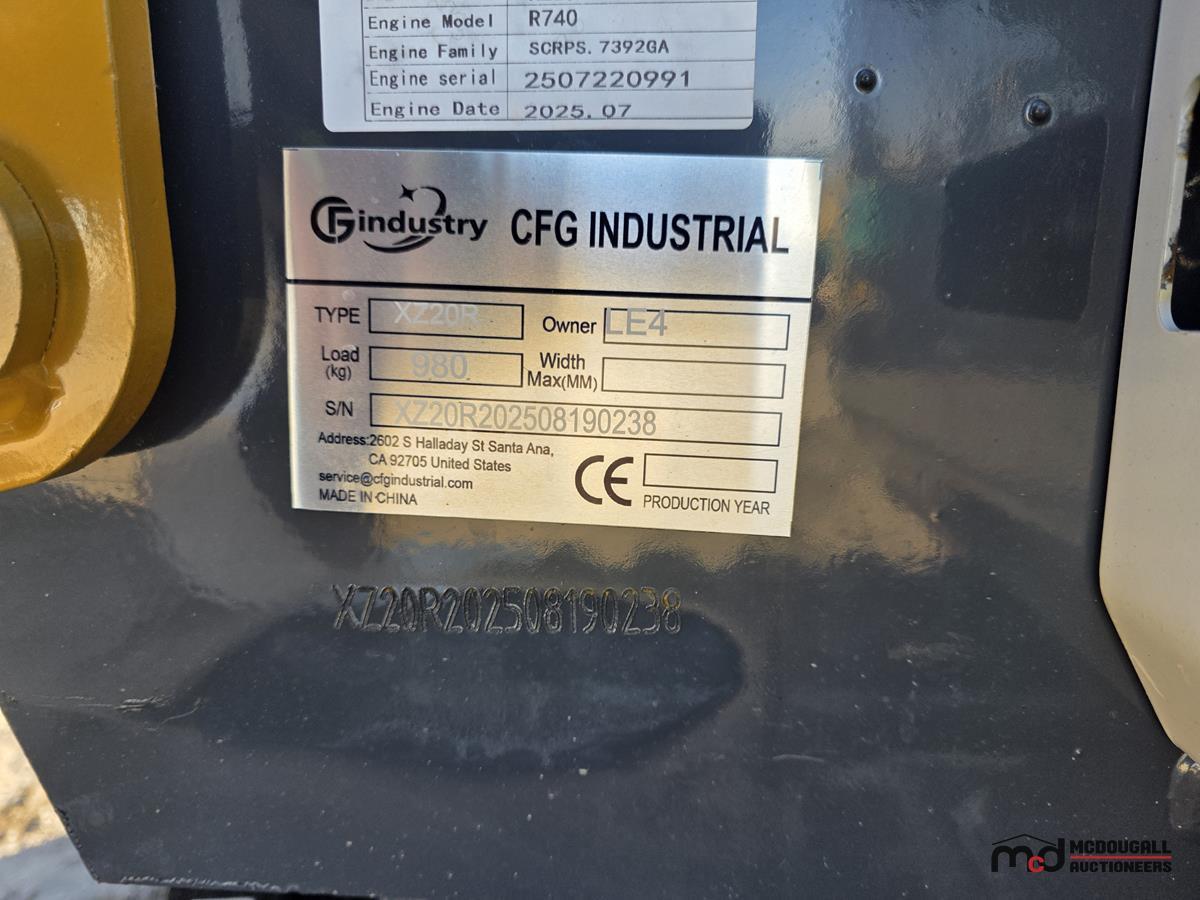 Engine Model R740
Engine Family SCRPS. 7392GA
Engine serial 2507220991
Engine Date 2025. 07
CFGindustry CFG INDUSTRIAL
TYPE XZ20R Owner LE4
Load (kg) 980 Width Max(MM)
S/N XZ20R202508190238
Address:2602 S Halladay St Santa Ana,
CA 92705 United States
service@cfgindustrial.com
MADE IN CHINA
CE PRODUCTION YEAR
XZ20R202508190238
mcd MCDOUGALL
AUCTIONEERS